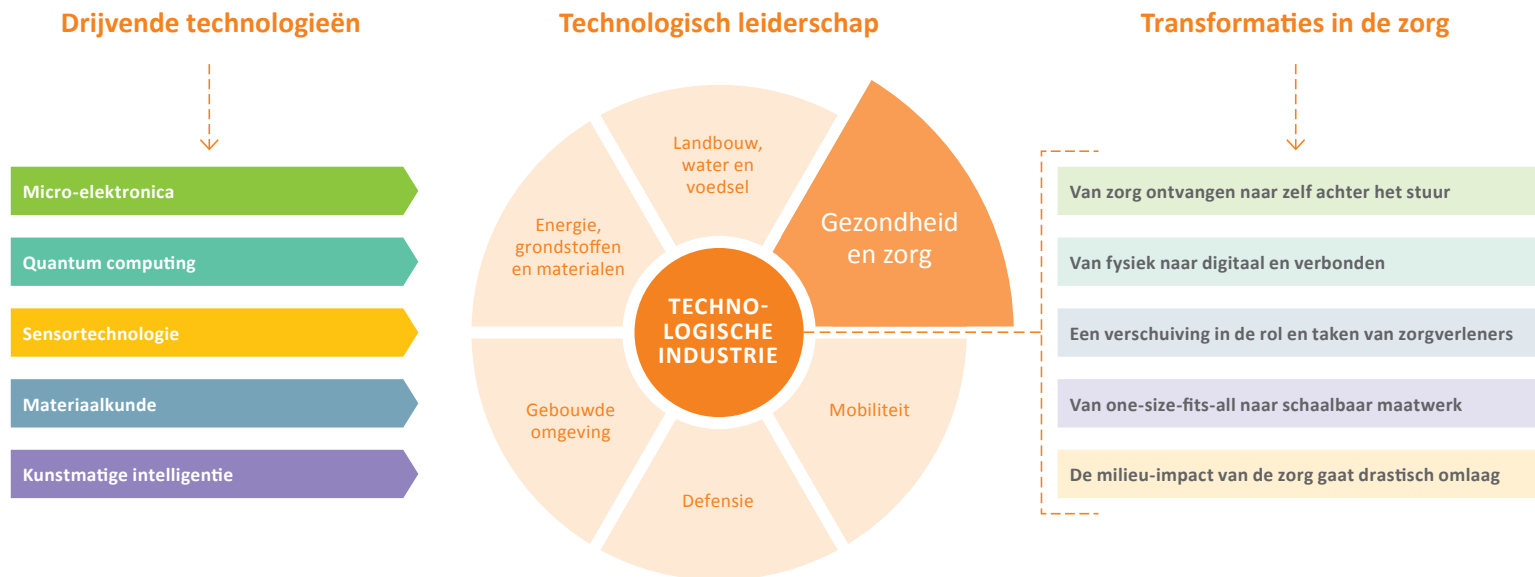 Drijvende technologieën
Micro-elektronica
Quantum computing
Sensortechnologie
Materiaalkunde
Kunstmatige intelligentie
Technologisch leiderschap
Landbouw,
water en
voedsel
Gezondheid
en zorg
Energie,
grondstoffen
en materialen
TECHNO-
LOGISCHE
INDUSTRIE
Gebouwde
omgeving
Mobiliteit
Defensie
Transformaties in de zorg
Van zorg ontvangen naar zelf achter het stuur
Van fysiek naar digitaal en verbonden
Een verschuiving in de rol en taken van zorgverleners
Van one-size-fits-all naar schaalbaar maatwerk
De milieu-impact van de zorg gaat drastisch omlaag